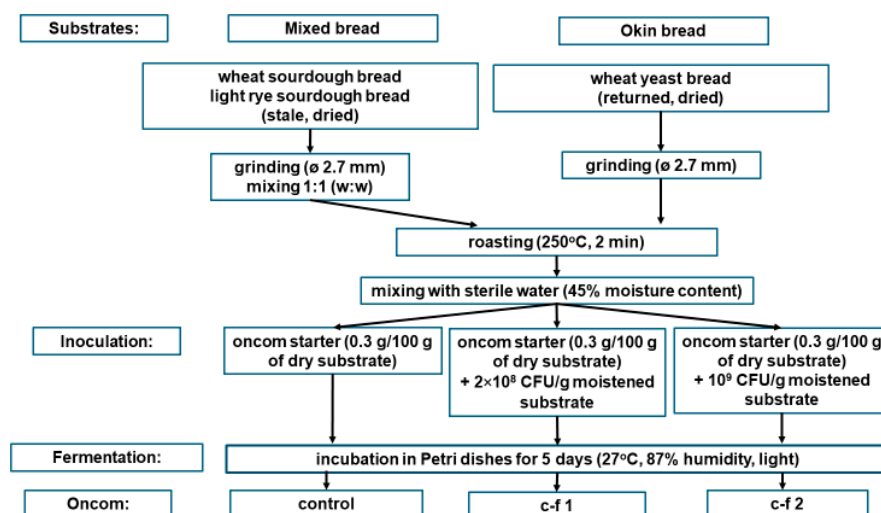 Substrates:
Mixed bread
Okin bread
wheat sourdough bread
light rye sourdough bread
(stale, dried)
wheat yeast bread
(returned, dried)
grinding (ø 2.7 mm)
mixing 1:1 (w:w)
grinding (ø 2.7 mm)
roasting (250°C, 2 min)
mixing with sterile water (45% moisture content)
Inoculation:
oncom starter (0.3 g/100 g
of dry substrate)
oncom starter (0.3 g/100 g
of dry substrate)
+ 2×10⁸ CFU/g moistened
substrate
oncom starter (0.3 g/100 g
of dry substrate)
+ 10⁹ CFU/g moistened
substrate
Fermentation:
incubation in Petri dishes for 5 days (27°C, 87% humidity, light)
Oncom:
control
c-f 1
c-f 2